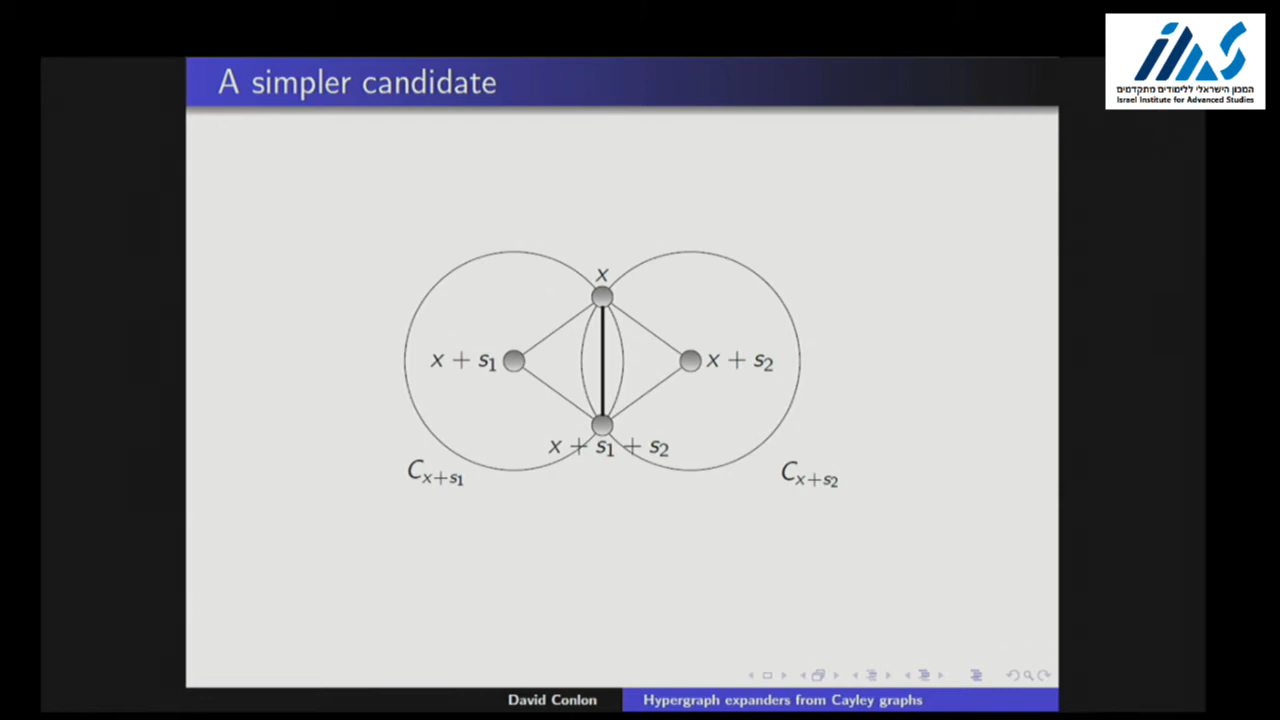 A simpler candidate
המכון הישראלי ללימודים מתקדמים
Israel Institute for Advanced Studies
x
x + s₁
x + s₂
x + s₁ + s₂
Cₓ₊ₛ₁
Cₓ₊ₛ₂
David Conlon
Hypergraph expanders from Cayley graphs